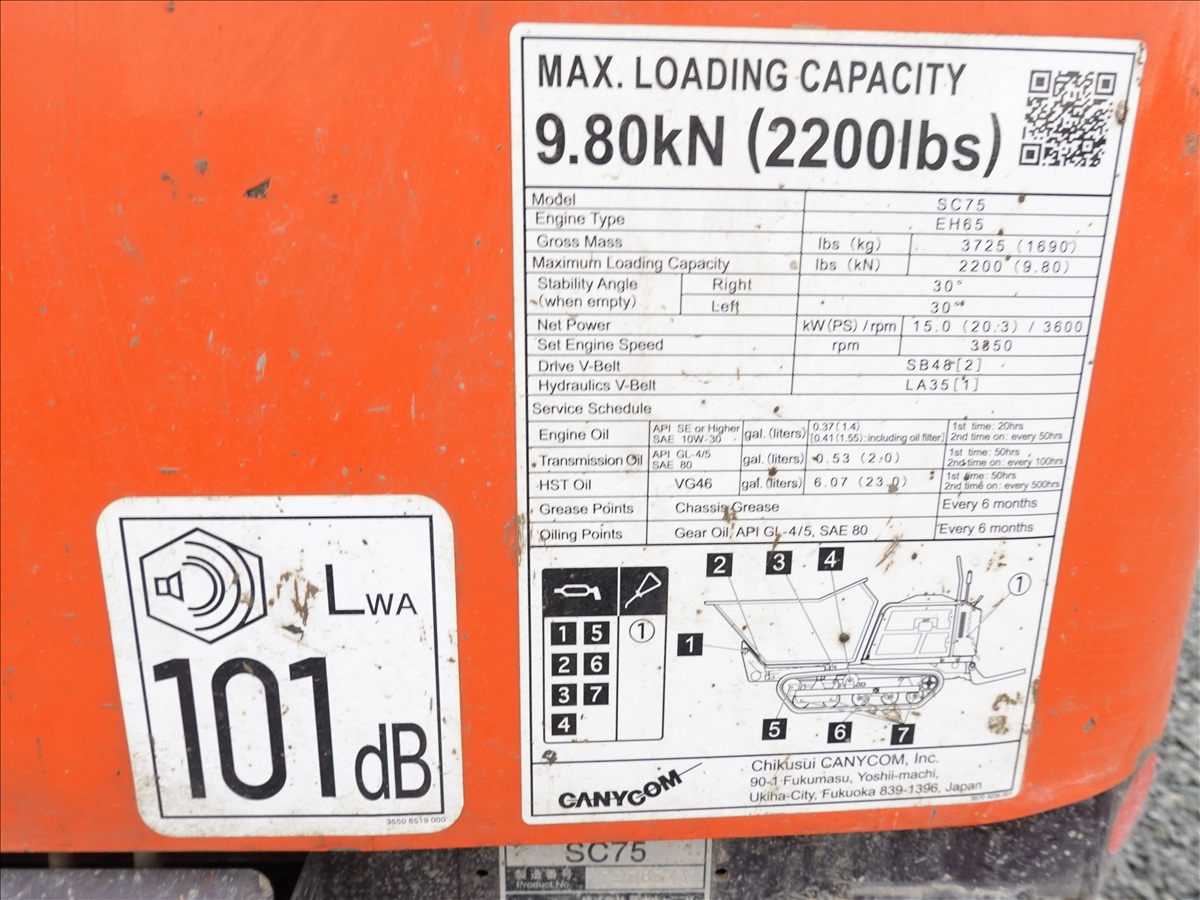 MAX. LOADING CAPACITY
9.80kN (2200lbs)
Model SC75
Engine Type EH65
Gross Mass lbs (kg) 3725 (1690)
Maximum Loading Capacity lbs (kN) 2200 (9.80)
Stability Angle (when empty) Right 30°
Left 30°
Net Power kW(PS)/rpm 15.0 (20.3) / 3600
Set Engine Speed rpm 3850
Drive V-Belt SB48[2]
Hydraulics V-Belt LA35[1]
Service Schedule
Engine Oil API SE or Higher SAE 10W-30 gal. (liters) 0.37(1.4) [0.41(1.55):including oil filter] 1st time: 20hrs 2nd time on: every 50hrs
Transmission Oil API GL-4/5 SAE 80 gal. (liters) 0.53 (2.0) 1st time: 50hrs 2nd time on: every 100hrs
HST Oil VG46 gal. (liters) 6.07 (23.0) 1st time: 50hrs 2nd time on: every 500hrs
Grease Points Chassis Grease Every 6 months
Oiling Points Gear Oil, API GL-4/5, SAE 80 Every 6 months
2 3 4 ①
1 5 ①
2 6 1
3 7
4
5 6 7
CANYCOM
Chikusui CANYCOM, Inc.
90-1 Fukumasu, Yoshii-machi,
Ukiha-City, Fukuoka 839-1396, Japan
LWA
101dB
3550 6519 000
SC75
製造番号
Product.No.